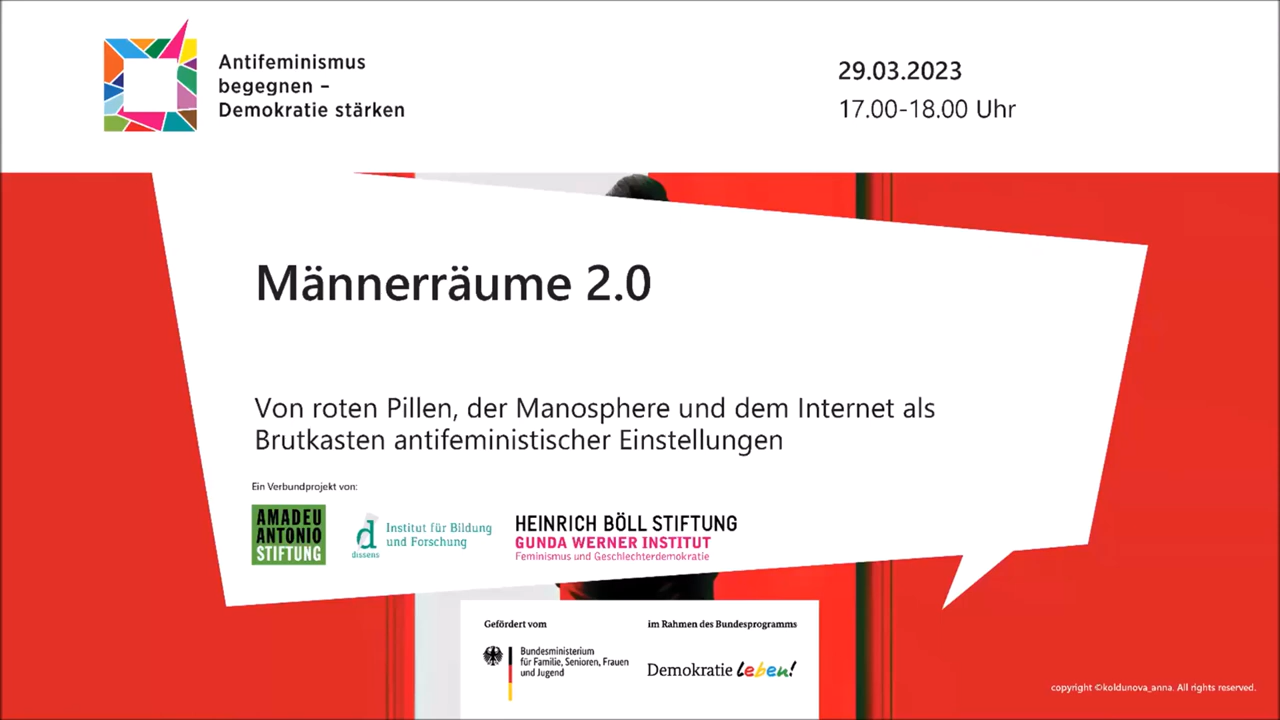 Antifeminismus
begegnen –
Demokratie stärken
29.03.2023
17.00-18.00 Uhr
Männerräume 2.0
Von roten Pillen, der Manosphere und dem Internet als
Brutkasten antifeministischer Einstellungen
Ein Verbundprojekt von:
AMADEU
ANTONIO
STIFTUNG
d
dissens
Institut für Bildung
und Forschung
HEINRICH BÖLL STIFTUNG
GUNDA WERNER INSTITUT
Feminismus und Geschlechterdemokratie
Gefördert vom
Bundesministerium
für Familie, Senioren, Frauen
und Jugend
im Rahmen des Bundesprogramms
Demokratie leben!
copyright ©koldunova_anna. All rights reserved.